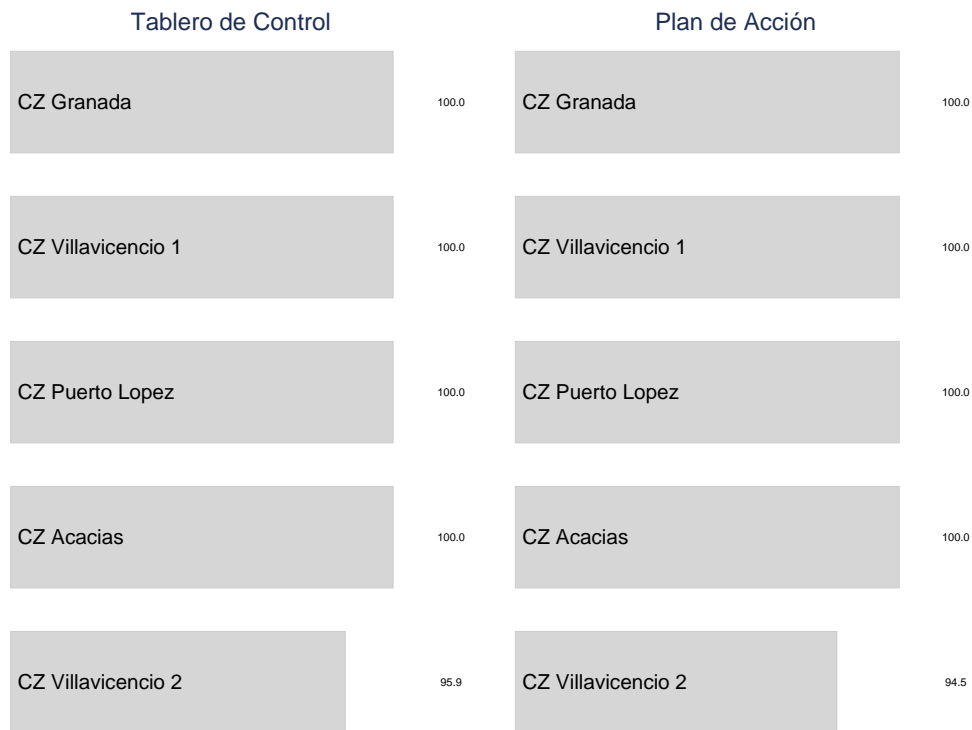 Tablero de Control
CZ Granada 100.0
CZ Villavicencio 1 100.0
CZ Puerto Lopez 100.0
CZ Acacias 100.0
CZ Villavicencio 2 95.9
Plan de Acción
CZ Granada 100.0
CZ Villavicencio 1 100.0
CZ Puerto Lopez 100.0
CZ Acacias 100.0
CZ Villavicencio 2 94.5